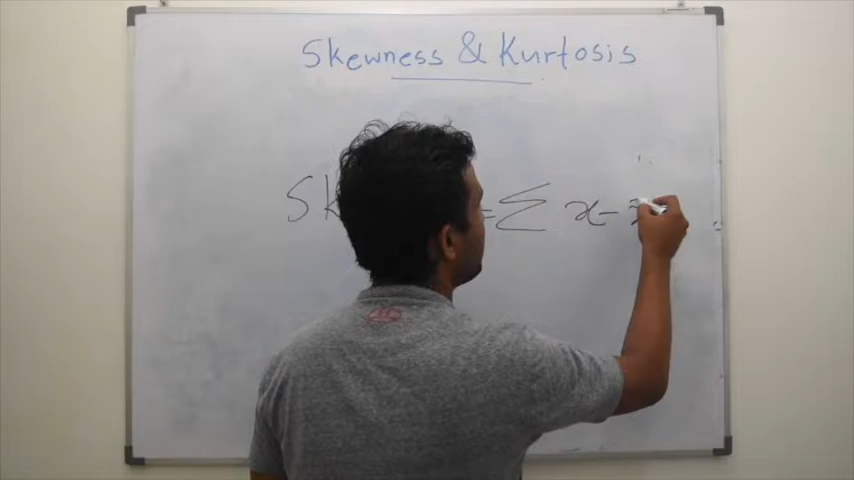 Skewness & Kurtosis
Sk = Σ x -